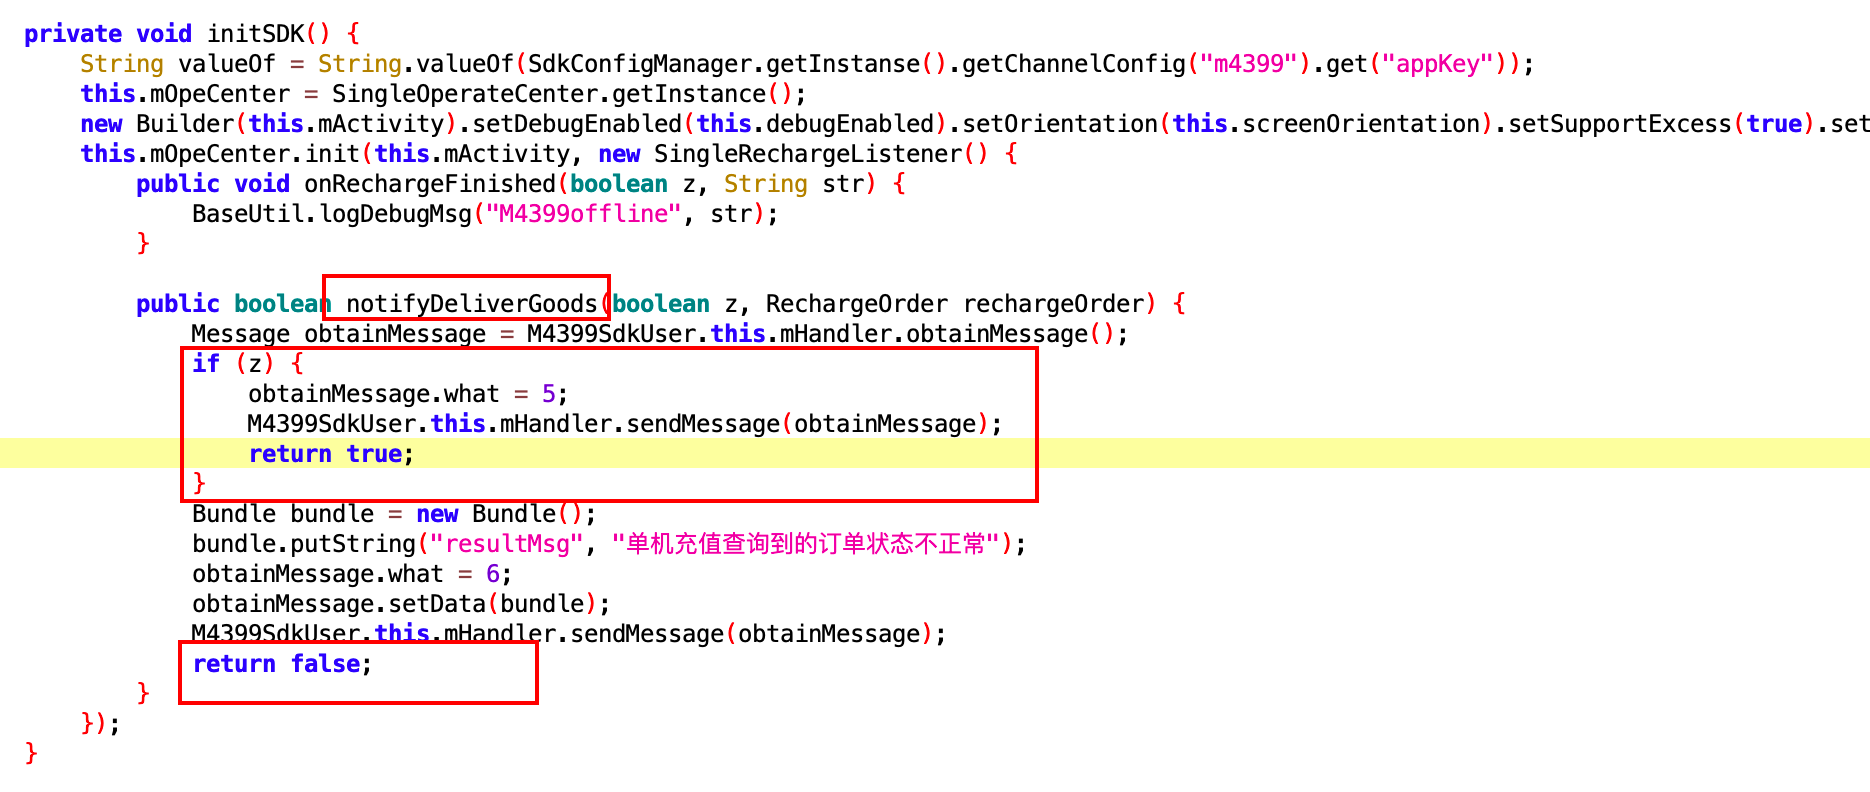 private void initSDK() {
String valueOf = String.valueOf(SdkConfigManager.getInstanse().getChannelConfig("m4399").get("appKey"));
this.mOpeCenter = SingleOperateCenter.getInstance();
new Builder(this.mActivity).setDebugEnabled(this.debugEnabled).setOrientation(this.screenOrientation).setSupportExcess(true).set
this.mOpeCenter.init(this.mActivity, new SingleRechargeListener() {
public void onRechargeFinished(boolean z, String str) {
BaseUtil.logDebugMsg("M4399offline", str);
}
public boolean notifyDeliverGoods(boolean z, RechargeOrder rechargeOrder) {
Message obtainMessage = M4399SdkUser.this.mHandler.obtainMessage();
if (z) {
obtainMessage.what = 5;
M4399SdkUser.this.mHandler.sendMessage(obtainMessage);
return true;
}
Bundle bundle = new Bundle();
bundle.putString("resultMsg", "单机充值查询到的订单状态不正常");
obtainMessage.what = 6;
obtainMessage.setData(bundle);
M4399SdkUser.this.mHandler.sendMessage(obtainMessage);
return false;
}
});
}